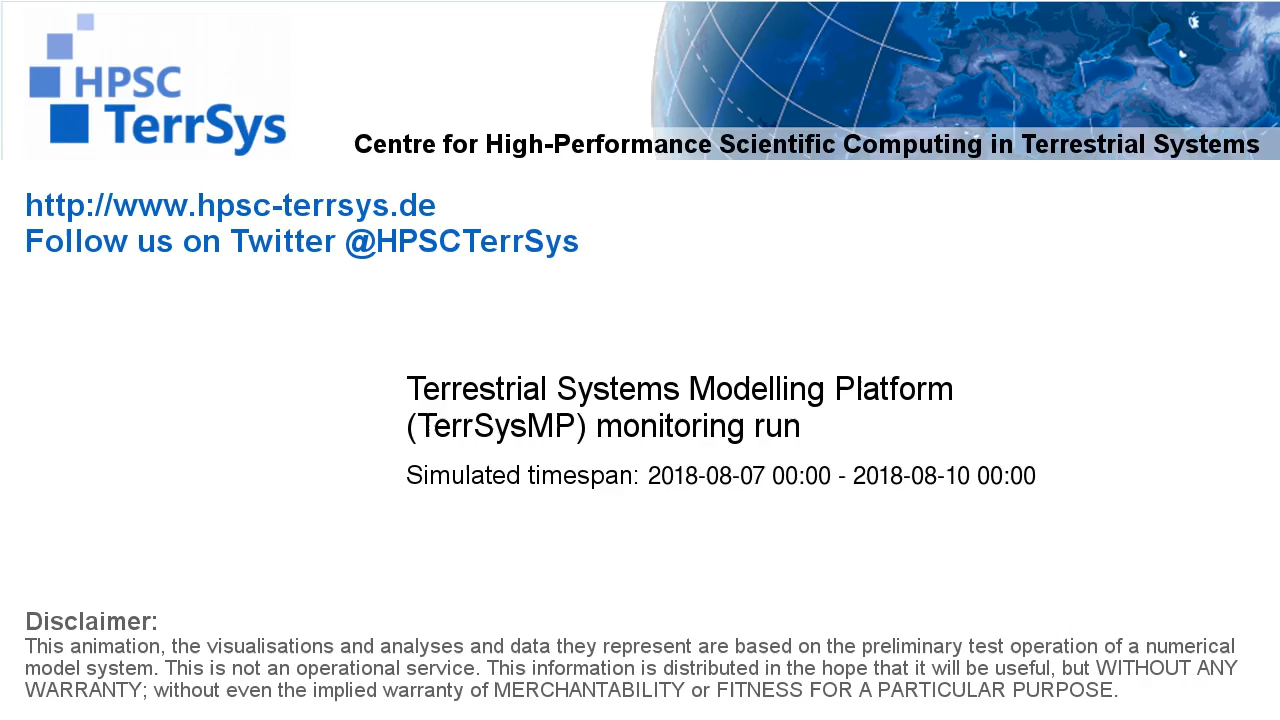 HPSC
TerrSys
Centre for High-Performance Scientific Computing in Terrestrial Systems
http://www.hpsc-terrsys.de
Follow us on Twitter @HPSCTerrSys
Terrestrial Systems Modelling Platform
(TerrSysMP) monitoring run
Simulated timespan: 2018-08-07 00:00 - 2018-08-10 00:00
Disclaimer:
This animation, the visualisations and analyses and data they represent are based on the preliminary test operation of a numerical
model system. This is not an operational service. This information is distributed in the hope that it will be useful, but WITHOUT ANY
WARRANTY; without even the implied warranty of MERCHANTABILITY or FITNESS FOR A PARTICULAR PURPOSE.